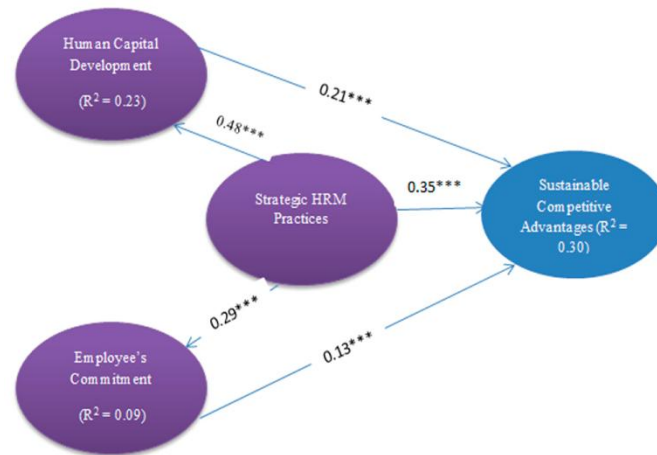 Human Capital
Development
(R² = 0.23)
0.21***
0.48***
Strategic HRM
Practices
0.35***
Sustainable
Competitive
Advantages (R² =
0.30)
0.29***
0.13***
Employee’s
Commitment
(R² = 0.09)